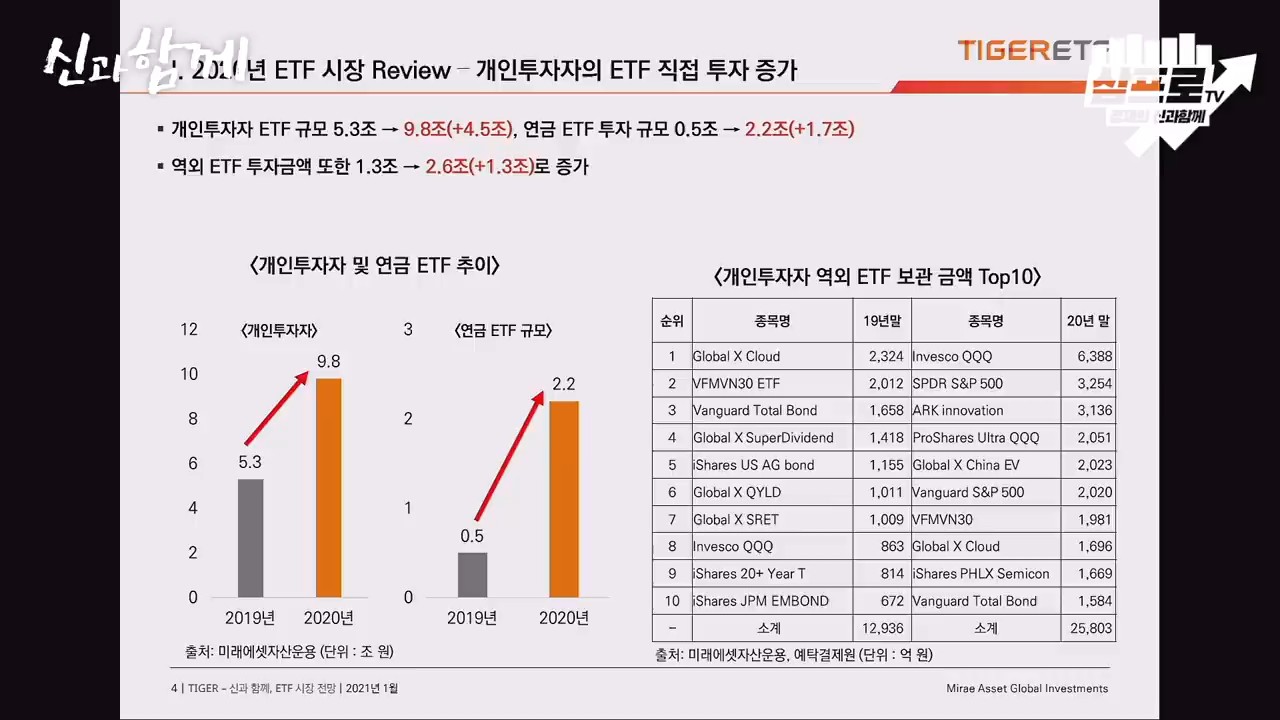 신과함께
TIGERETF
I. 2020년 ETF 시장 Review – 개인투자자의 ETF 직접 투자 증가
삼프로TV
신과함께
▪ 개인투자자 ETF 규모 5.3조 → 9.8조(+4.5조), 연금 ETF 투자 규모 0.5조 → 2.2조(+1.7조)
▪ 역외 ETF 투자금액 또한 1.3조 → 2.6조(+1.3조)로 증가
〈개인투자자 및 연금 ETF 추이〉
12 〈개인투자자〉
9.8
10
8
6
5.3
4
2
0
2019년 2020년
3 〈연금 ETF 규모〉
2.2
2
1
0.5
0
2019년 2020년
출처: 미래에셋자산운용 (단위 : 조 원)
〈개인투자자 역외 ETF 보관 금액 Top10〉
순위 종목명 19년말 종목명 20년 말
1 Global X Cloud 2,324 Invesco QQQ 6,388
2 VFMVN30 ETF 2,012 SPDR S&P 500 3,254
3 Vanguard Total Bond 1,658 ARK innovation 3,136
4 Global X SuperDividend 1,418 ProShares Ultra QQQ 2,051
5 iShares US AG bond 1,155 Global X China EV 2,023
6 Global X QYLD 1,011 Vanguard S&P 500 2,020
7 Global X SRET 1,009 VFMVN30 1,981
8 Invesco QQQ 863 Global X Cloud 1,696
9 iShares 20+ Year T 814 iShares PHLX Semicon 1,669
10 iShares JPM EMBOND 672 Vanguard Total Bond 1,584
– 소계 12,936 소계 25,803
출처: 미래에셋자산운용, 예탁결제원 (단위 : 억 원)
4 | TIGER – 신과 함께, ETF 시장 전망 | 2021년 1월
Mirae Asset Global Investments